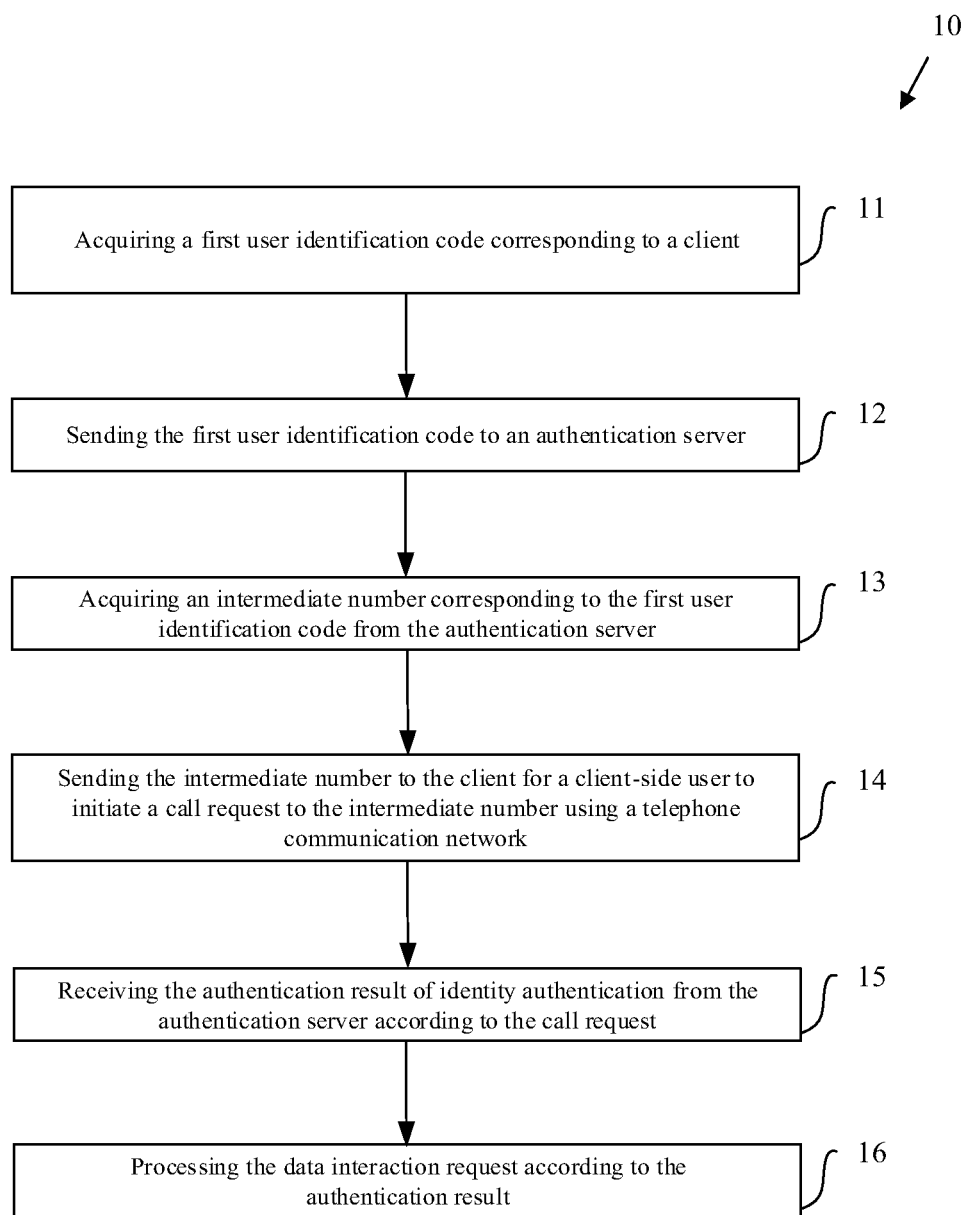 10
Acquiring a first user identification code corresponding to a client
11
Sending the first user identification code to an authentication server
12
Acquiring an intermediate number corresponding to the first user
identification code from the authentication server
13
Sending the intermediate number to the client for a client-side user to
initiate a call request to the intermediate number using a telephone
communication network
14
Receiving the authentication result of identity authentication from the
authentication server according to the call request
15
Processing the data interaction request according to the
authentication result
16